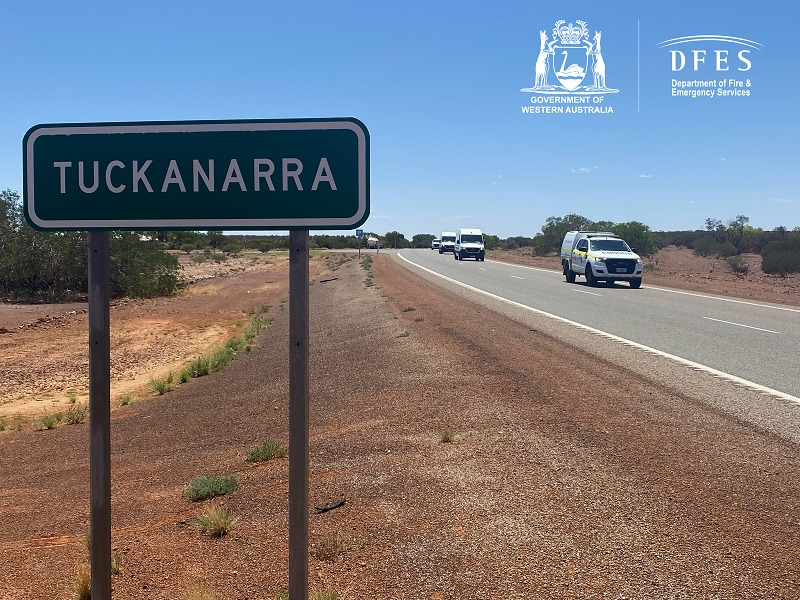 GOVERNMENT OF
WESTERN AUSTRALIA
DFES
Department of Fire &
Emergency Services
TUCKANARRA